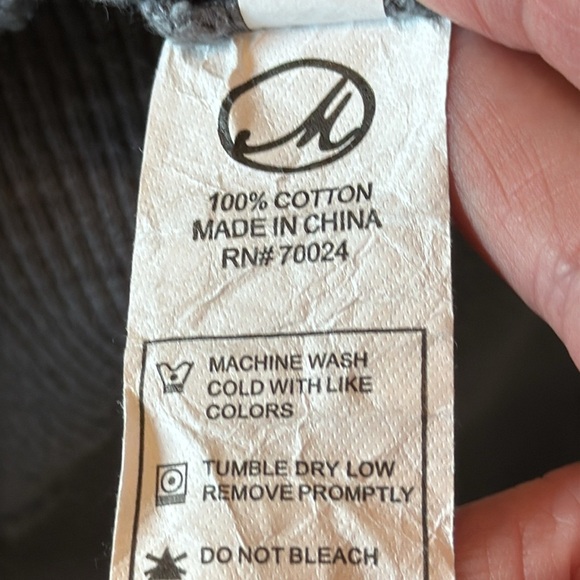 M
100% COTTON
MADE IN CHINA
RN# 70024
MACHINE WASH
COLD WITH LIKE
COLORS
TUMBLE DRY LOW
REMOVE PROMPTLY
DO NOT BLEACH